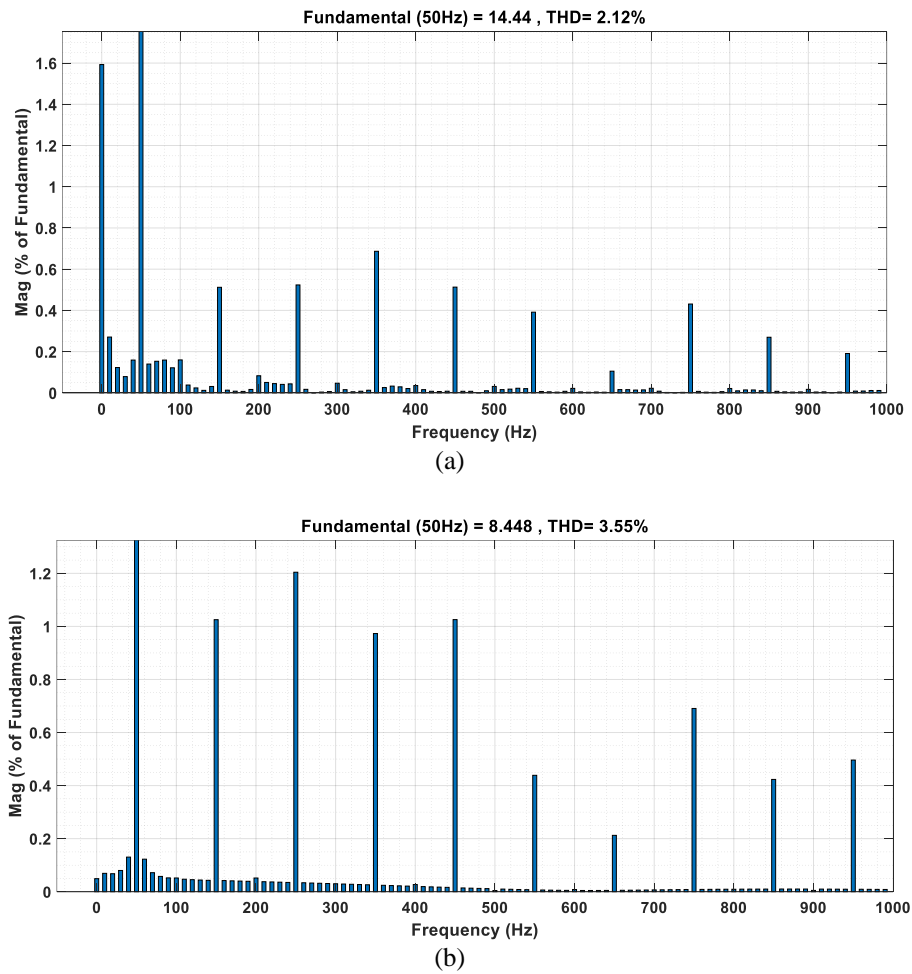 Fundamental (50Hz) = 14.44 , THD= 2.12%
Mag (% of Fundamental)
1.6
1.4
1.2
1
0.8
0.6
0.4
0.2
0
0 100 200 300 400 500 600 700 800 900 1000
Frequency (Hz)
(a)
Fundamental (50Hz) = 8.448 , THD= 3.55%
Mag (% of Fundamental)
1.2
1
0.8
0.6
0.4
0.2
0
0 100 200 300 400 500 600 700 800 900 1000
Frequency (Hz)
(b)